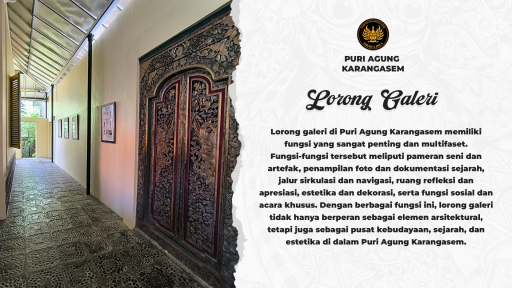 PURI AGUNG
KARANGASEM
Lorong Galeri
Lorong galeri di Puri Agung Karangasem memiliki
fungsi yang sangat penting dan multifaset.
Fungsi-fungsi tersebut meliputi pameran seni dan
artefak, penampilan foto dan dokumentasi sejarah,
jalur sirkulasi dan navigasi, ruang refleksi dan
apresiasi, estetika dan dekorasi, serta fungsi sosial dan
acara khusus. Dengan berbagai fungsi ini, lorong galeri
tidak hanya berperan sebagai elemen arsitektural,
tetapi juga sebagai pusat kebudayaan, sejarah, dan
estetika di dalam Puri Agung Karangasem.